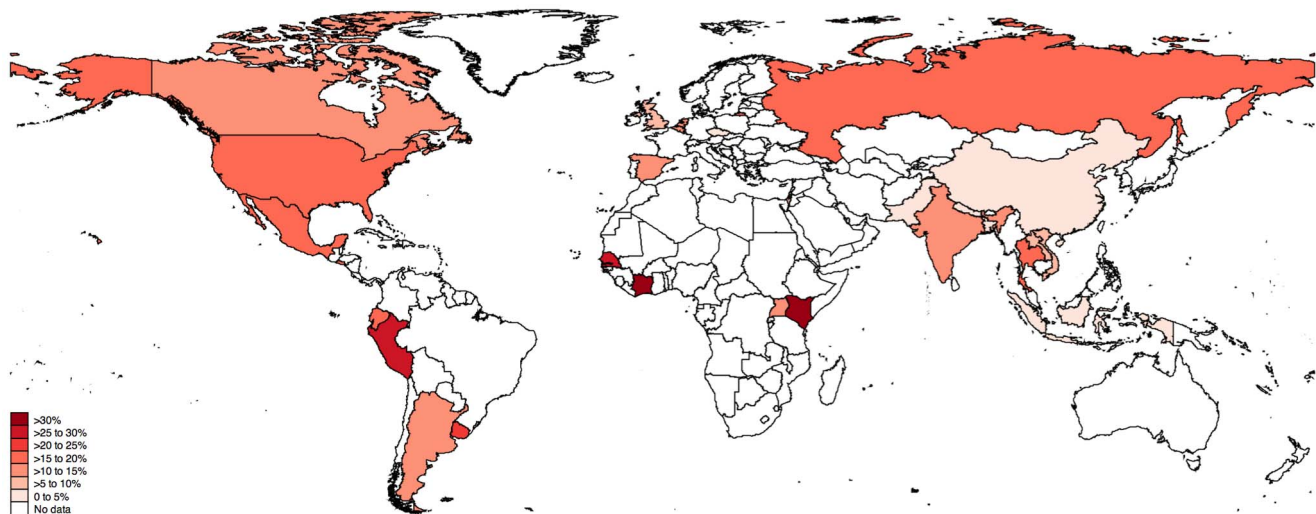 >30%
>25 to 30%
>20 to 25%
>15 to 20%
>10 to 15%
>5 to 10%
0 to 5%
No data